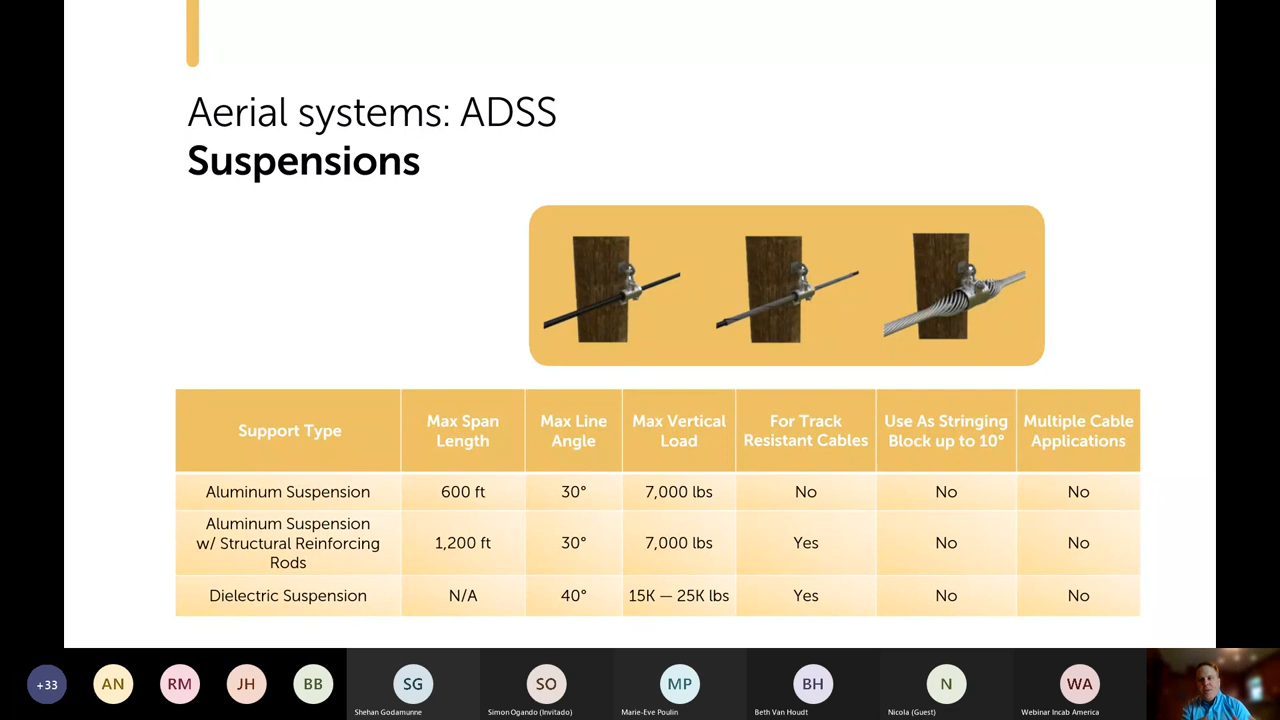 Aerial systems: ADSS
Suspensions
Support Type
Max Span
Length
Max Line
Angle
Max Vertical
Load
For Track
Resistant Cables
Use As Stringing
Block up to 10°
Multiple Cable
Applications
Aluminum Suspension
600 ft
30°
7,000 lbs
No
No
No
Aluminum Suspension
w/ Structural Reinforcing
Rods
1,200 ft
30°
7,000 lbs
Yes
No
No
Dielectric Suspension
N/A
40°
15K — 25K lbs
Yes
No
No
+33
AN
RM
JH
BB
SG
Shehan Godamunne
SO
Simon Ogando (Invitado)
MP
Marie-Eve Poulin
BH
Beth Van Houdt
N
Nicola (Guest)
WA
Webinar Incab America